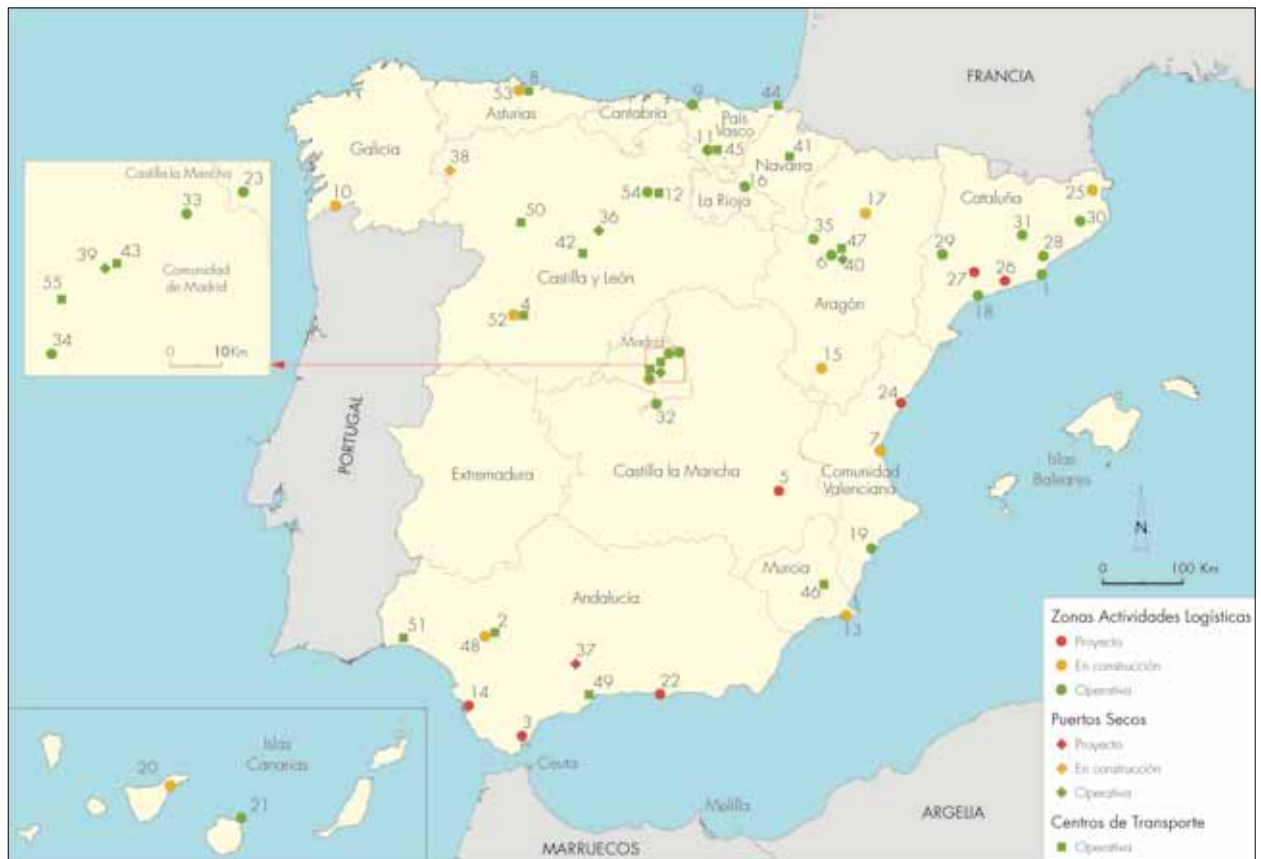 FRANCIA
53
8
Asturias
Cantabria
9
País
Vasco
44
Galicia
38
11
45
41
Navarra
10
54
12
La Rioja
16
17
Cataluña
25
30
31
28
29
27
26
1
18
50
36
42
Castilla y León
35
6
47
40
Aragón
52
4
Madrid
15
32
24
7
PORTUGAL
Extremadura
Castilla la Mancha
5
Comunidad
Valenciana
Islas
Baleares
N
0 100 Km
19
Murcia
46
13
Andalucía
51
48
2
37
49
22
14
3
Ceuta
Melilla
MARRUECOS
ARGELIA
Castilla la Mancha
23
33
39
43
Comunidad
de Madrid
55
34
0 10 Km
Islas
Canarias
20
21
Zonas Actividades Logísticas
Proyecto
En construcción
Operativa
Puertos Secos
Proyecto
En construcción
Operativa
Centros de Transporte
Operativa